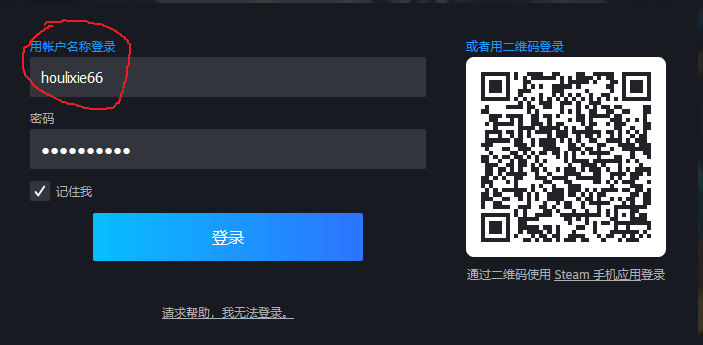 用帐户名称登录
houlixie66
密码
●●●●●●●●●●
记住我
登录
请求帮助，我无法登录。
或者用二维码登录
通过二维码使用 Steam 手机应用登录